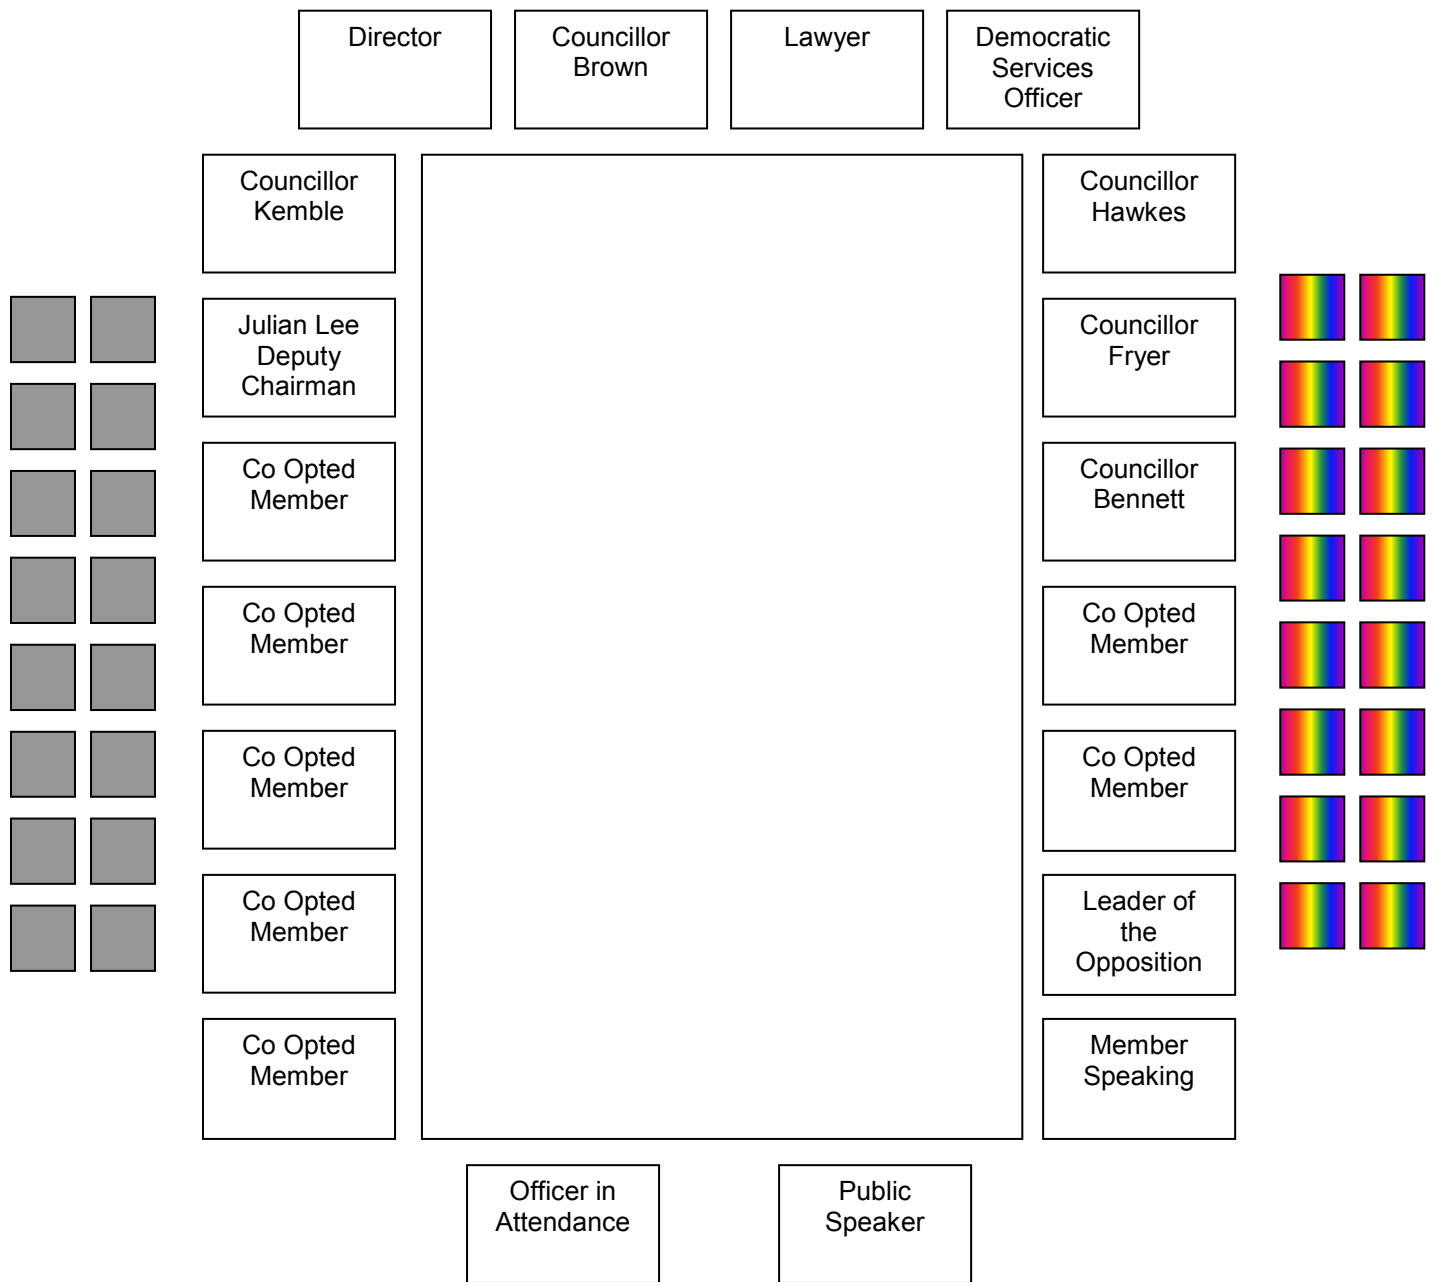 Director
Councillor
Brown
Lawyer
Democratic
Services
Officer
Councillor
Kemble
Councillor
Hawkes
Julian Lee
Deputy
Chairman
Councillor
Fryer
Co Opted
Member
Councillor
Bennett
Co Opted
Member
Co Opted
Member
Co Opted
Member
Co Opted
Member
Co Opted
Member
Leader of
the
Opposition
Co Opted
Member
Member
Speaking
Officer in
Attendance
Public
Speaker